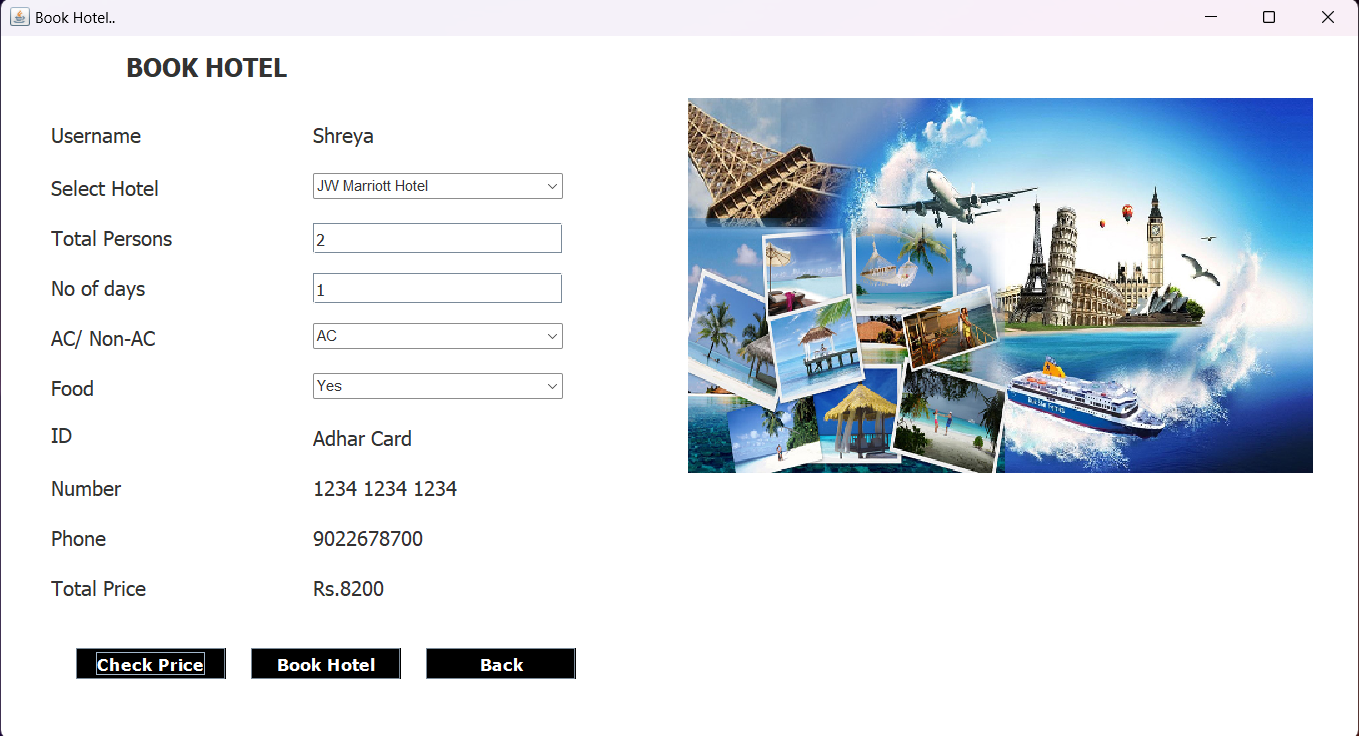 Book Hotel..
BOOK HOTEL
Username Shreya
Select Hotel JW Marriott Hotel
Total Persons 2
No of days 1
AC/ Non-AC AC
Food Yes
ID Adhar Card
Number 1234 1234 1234
Phone 9022678700
Total Price Rs.8200
Check Price Book Hotel Back